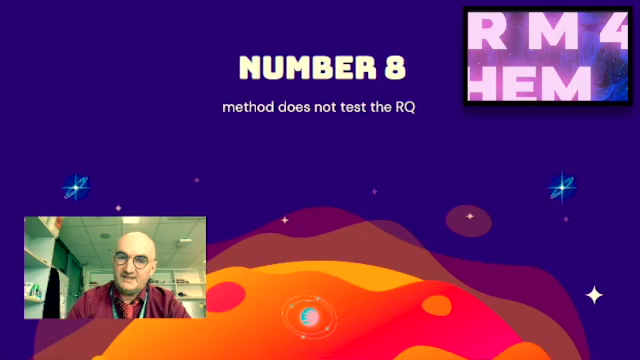 NUMBER 8
method does not test the RQ
R M 4
HEM